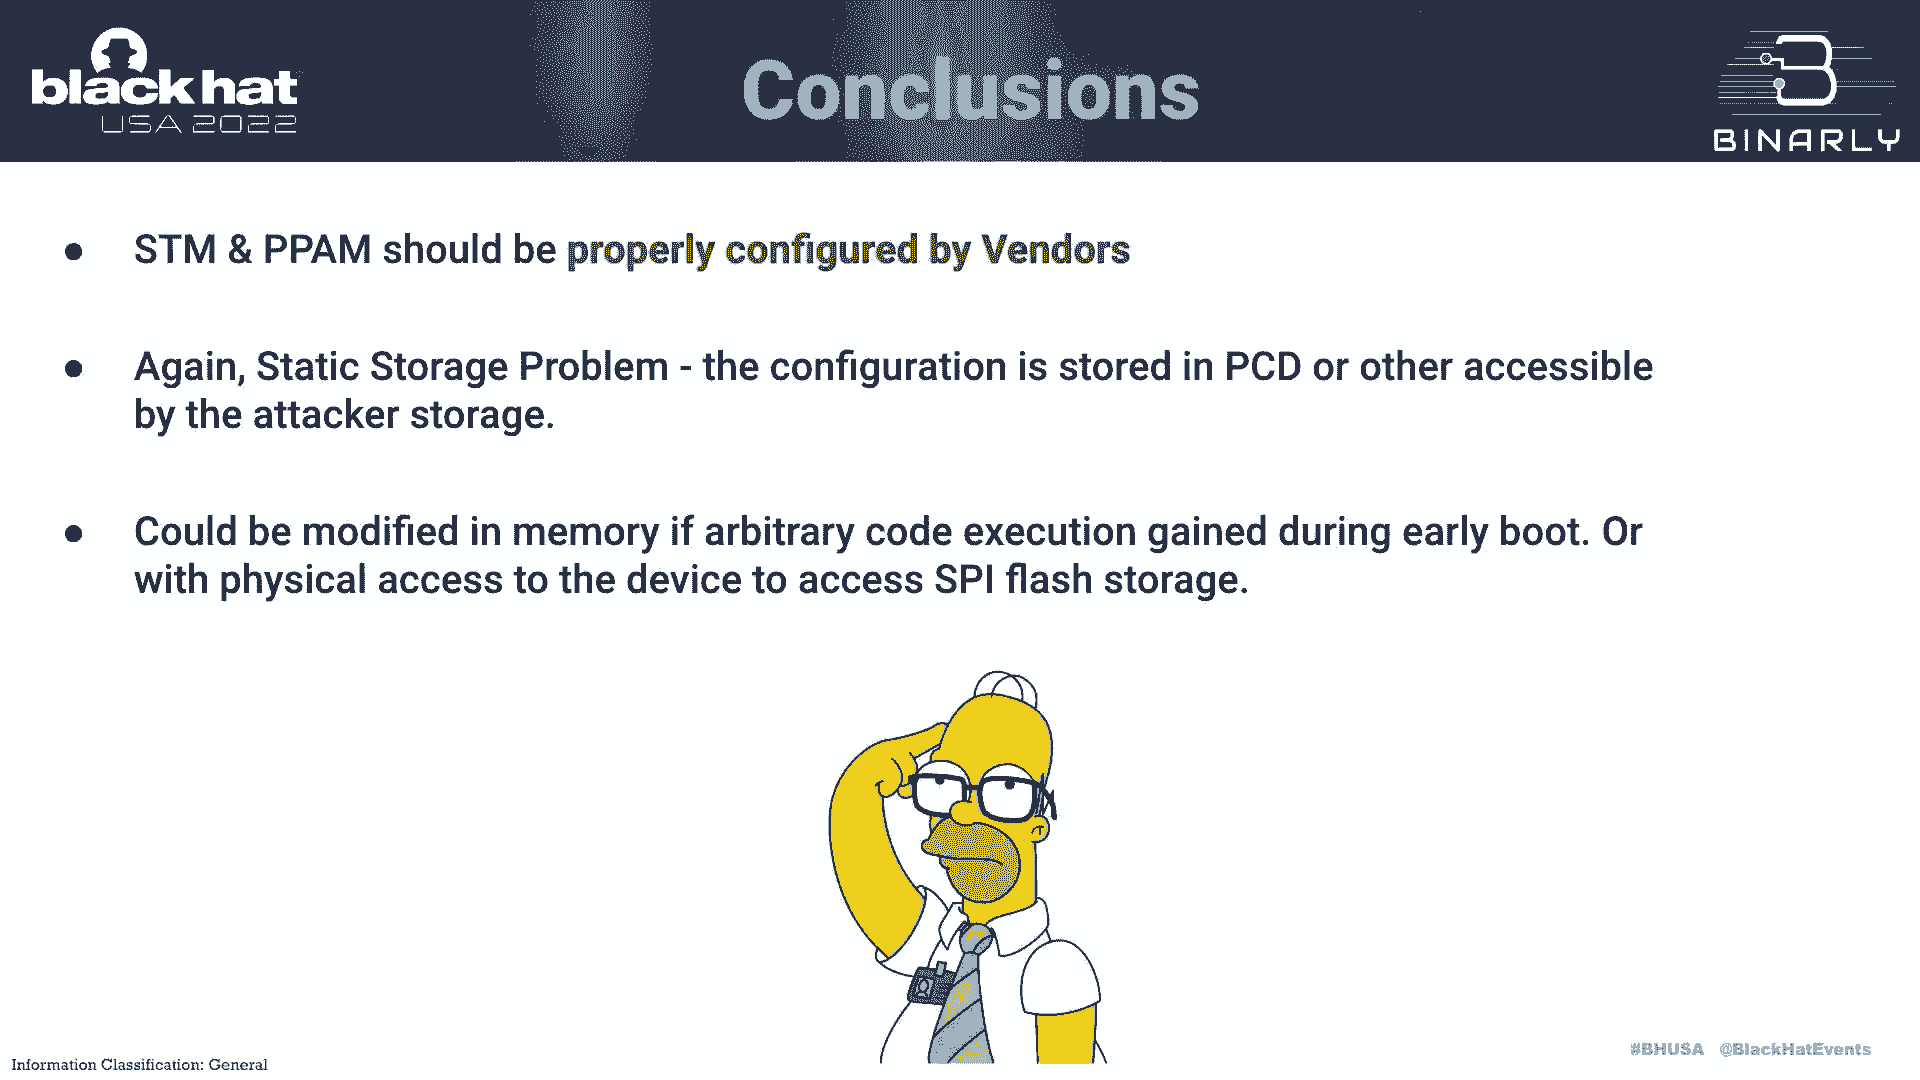 black hat
USA 2022
Conclusions
BINARLY
● STM & PPAM should be properly configured by Vendors
● Again, Static Storage Problem - the configuration is stored in PCD or other accessible
by the attacker storage.
● Could be modified in memory if arbitrary code execution gained during early boot. Or
with physical access to the device to access SPI flash storage.
Information Classification: General
#BHUSA @BlackHatEvents